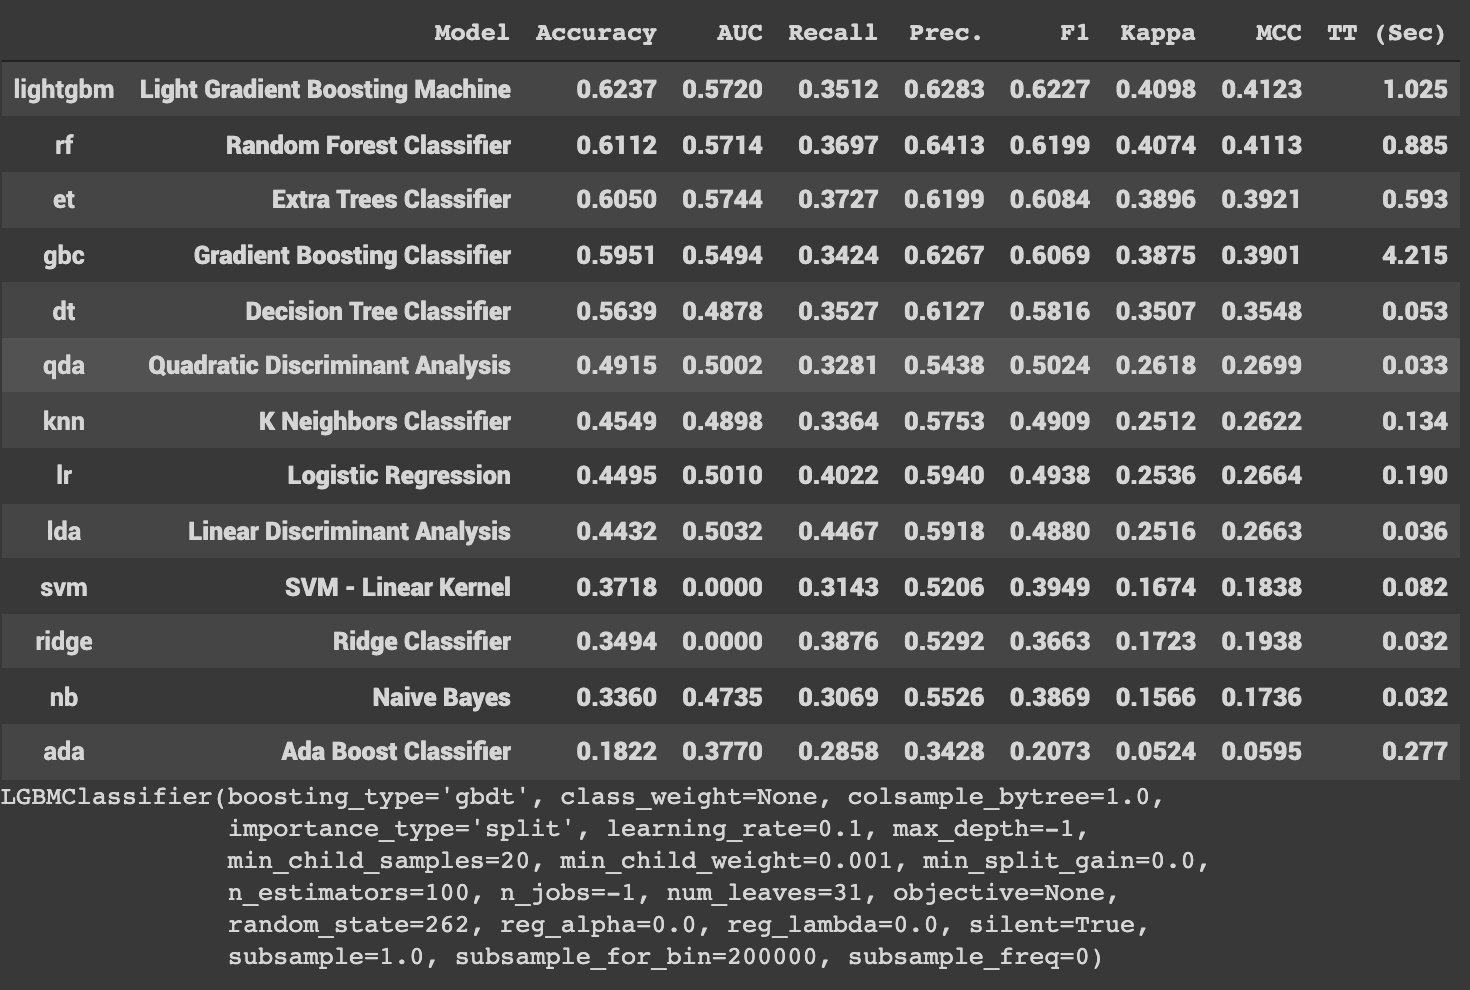 Model Accuracy AUC Recall Prec. F1 Kappa MCC TT (Sec)
lightgbm Light Gradient Boosting Machine 0.6237 0.5720 0.3512 0.6283 0.6227 0.4098 0.4123 1.025
rf Random Forest Classifier 0.6112 0.5714 0.3697 0.6413 0.6199 0.4074 0.4113 0.885
et Extra Trees Classifier 0.6050 0.5744 0.3727 0.6199 0.6084 0.3896 0.3921 0.593
gbc Gradient Boosting Classifier 0.5951 0.5494 0.3424 0.6267 0.6069 0.3875 0.3901 4.215
dt Decision Tree Classifier 0.5639 0.4878 0.3527 0.6127 0.5816 0.3507 0.3548 0.053
qda Quadratic Discriminant Analysis 0.4915 0.5002 0.3281 0.5438 0.5024 0.2618 0.2699 0.033
knn K Neighbors Classifier 0.4549 0.4898 0.3364 0.5753 0.4909 0.2512 0.2622 0.134
lr Logistic Regression 0.4495 0.5010 0.4022 0.5940 0.4938 0.2536 0.2664 0.190
lda Linear Discriminant Analysis 0.4432 0.5032 0.4467 0.5918 0.4880 0.2516 0.2663 0.036
svm SVM - Linear Kernel 0.3718 0.0000 0.3143 0.5206 0.3949 0.1674 0.1838 0.082
ridge Ridge Classifier 0.3494 0.0000 0.3876 0.5292 0.3663 0.1723 0.1938 0.032
nb Naive Bayes 0.3360 0.4735 0.3069 0.5526 0.3869 0.1566 0.1736 0.032
ada Ada Boost Classifier 0.1822 0.3770 0.2858 0.3428 0.2073 0.0524 0.0595 0.277
LGBMClassifier(boosting_type='gbdt', class_weight=None, colsample_bytree=1.0,
importance_type='split', learning_rate=0.1, max_depth=-1,
min_child_samples=20, min_child_weight=0.001, min_split_gain=0.0,
n_estimators=100, n_jobs=-1, num_leaves=31, objective=None,
random_state=262, reg_alpha=0.0, reg_lambda=0.0, silent=True,
subsample=1.0, subsample_for_bin=200000, subsample_freq=0)